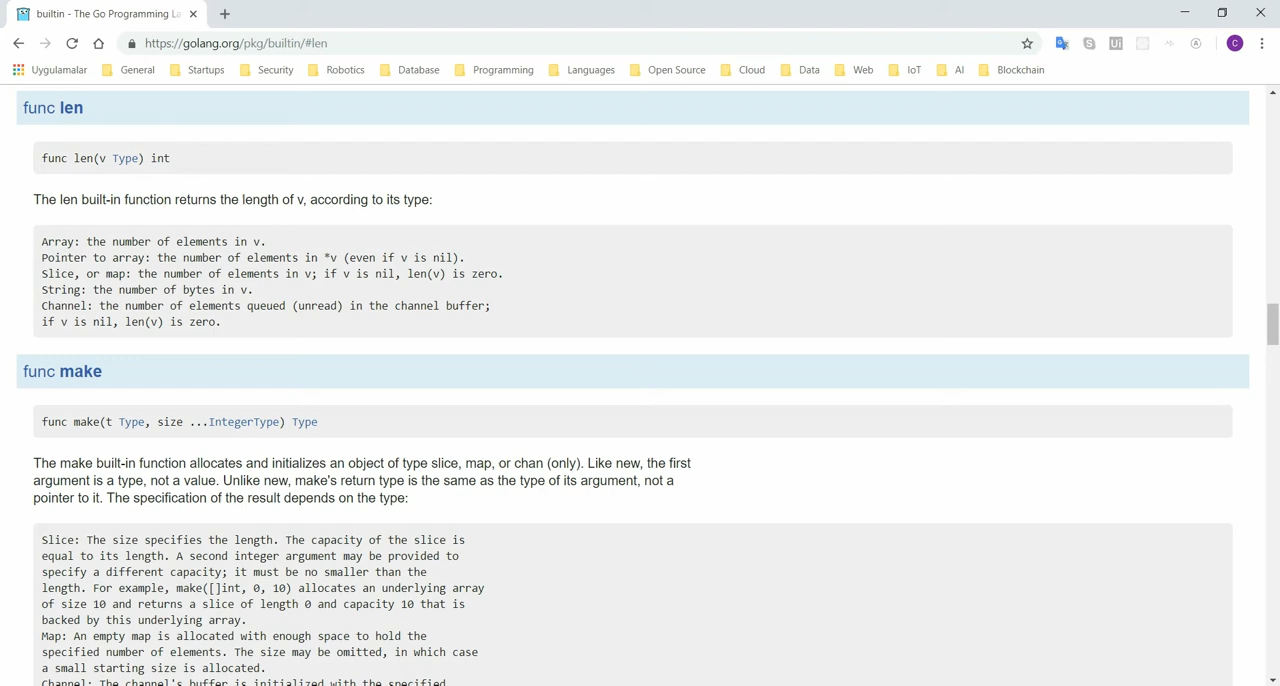 builtin - The Go Programming La
https://golang.org/pkg/builtin/#len
C
Uygulamalar General Startups Security Robotics Database Programming Languages Open Source Cloud Data Web IoT AI Blockchain
func len
func len(v Type) int
The len built-in function returns the length of v, according to its type:
Array: the number of elements in v.
Pointer to array: the number of elements in *v (even if v is nil).
Slice, or map: the number of elements in v; if v is nil, len(v) is zero.
String: the number of bytes in v.
Channel: the number of elements queued (unread) in the channel buffer;
if v is nil, len(v) is zero.
func make
func make(t Type, size ...IntegerType) Type
The make built-in function allocates and initializes an object of type slice, map, or chan (only). Like new, the first
argument is a type, not a value. Unlike new, make's return type is the same as the type of its argument, not a
pointer to it. The specification of the result depends on the type:
Slice: The size specifies the length. The capacity of the slice is
equal to its length. A second integer argument may be provided to
specify a different capacity; it must be no smaller than the
length. For example, make([]int, 0, 10) allocates an underlying array
of size 10 and returns a slice of length 0 and capacity 10 that is
backed by this underlying array.
Map: An empty map is allocated with enough space to hold the
specified number of elements. The size may be omitted, in which case
a small starting size is allocated.
Channel: The channel's buffer is initialized with the specified